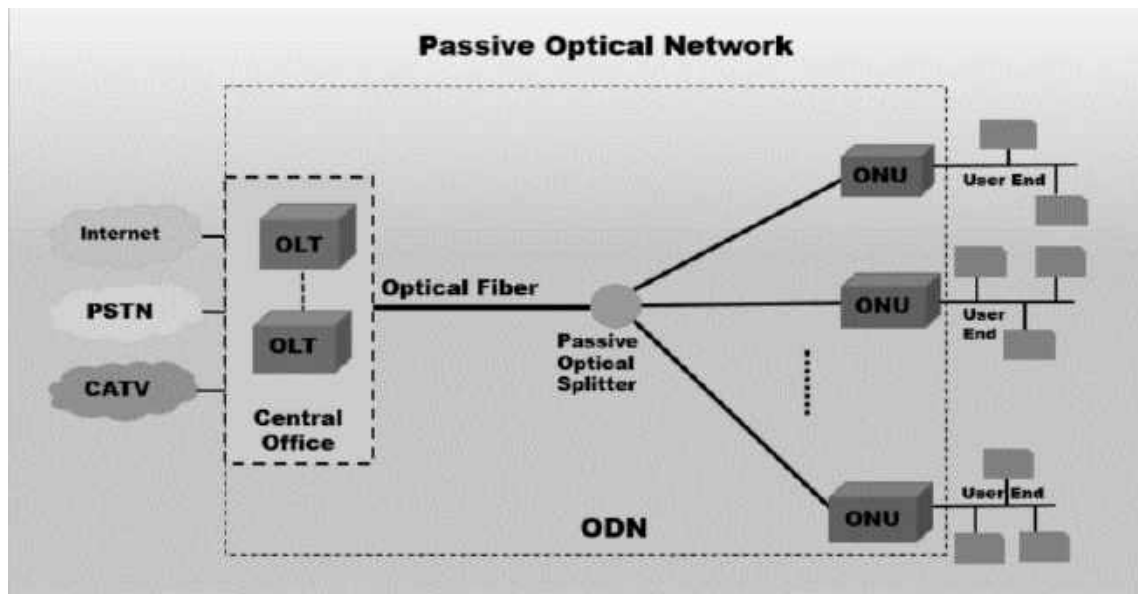 Passive Optical Network
Internet
PSTN
CATV
OLT
OLT
Central
Office
Optical Fiber
Passive
Optical
Splitter
ONU
ONU
ONU
User End
User
End
User End
ODN